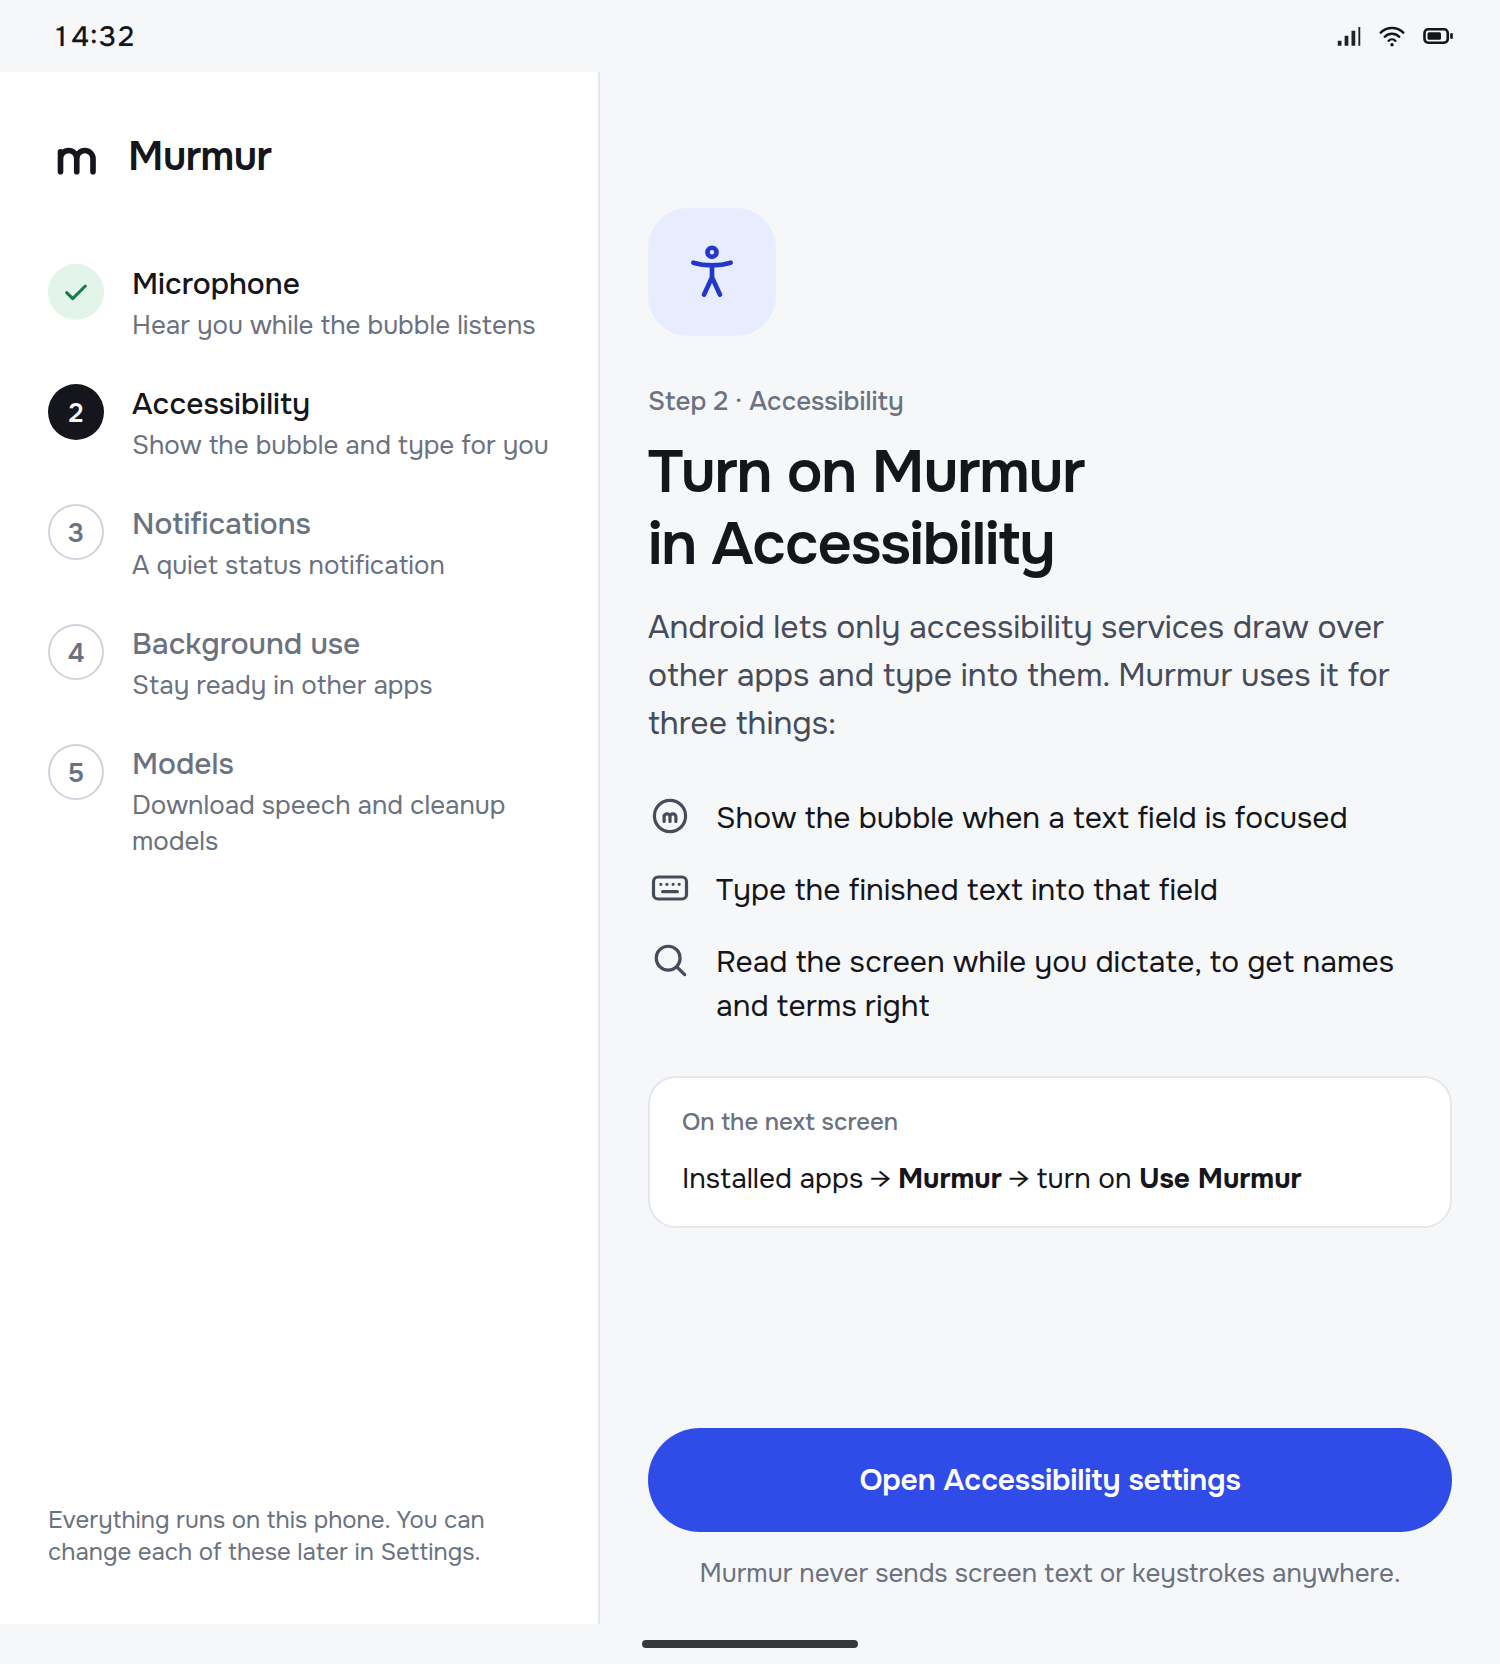 14:32
m Murmur
Microphone
Hear you while the bubble listens
2
Accessibility
Show the bubble and type for you
3
Notifications
A quiet status notification
4
Background use
Stay ready in other apps
5
Models
Download speech and cleanup
models
Everything runs on this phone. You can
change each of these later in Settings.
Step 2 · Accessibility
Turn on Murmur
in Accessibility
Android lets only accessibility services draw over
other apps and type into them. Murmur uses it for
three things:
m Show the bubble when a text field is focused
Type the finished text into that field
Read the screen while you dictate, to get names
and terms right
On the next screen
Installed apps → Murmur → turn on Use Murmur
Open Accessibility settings
Murmur never sends screen text or keystrokes anywhere.